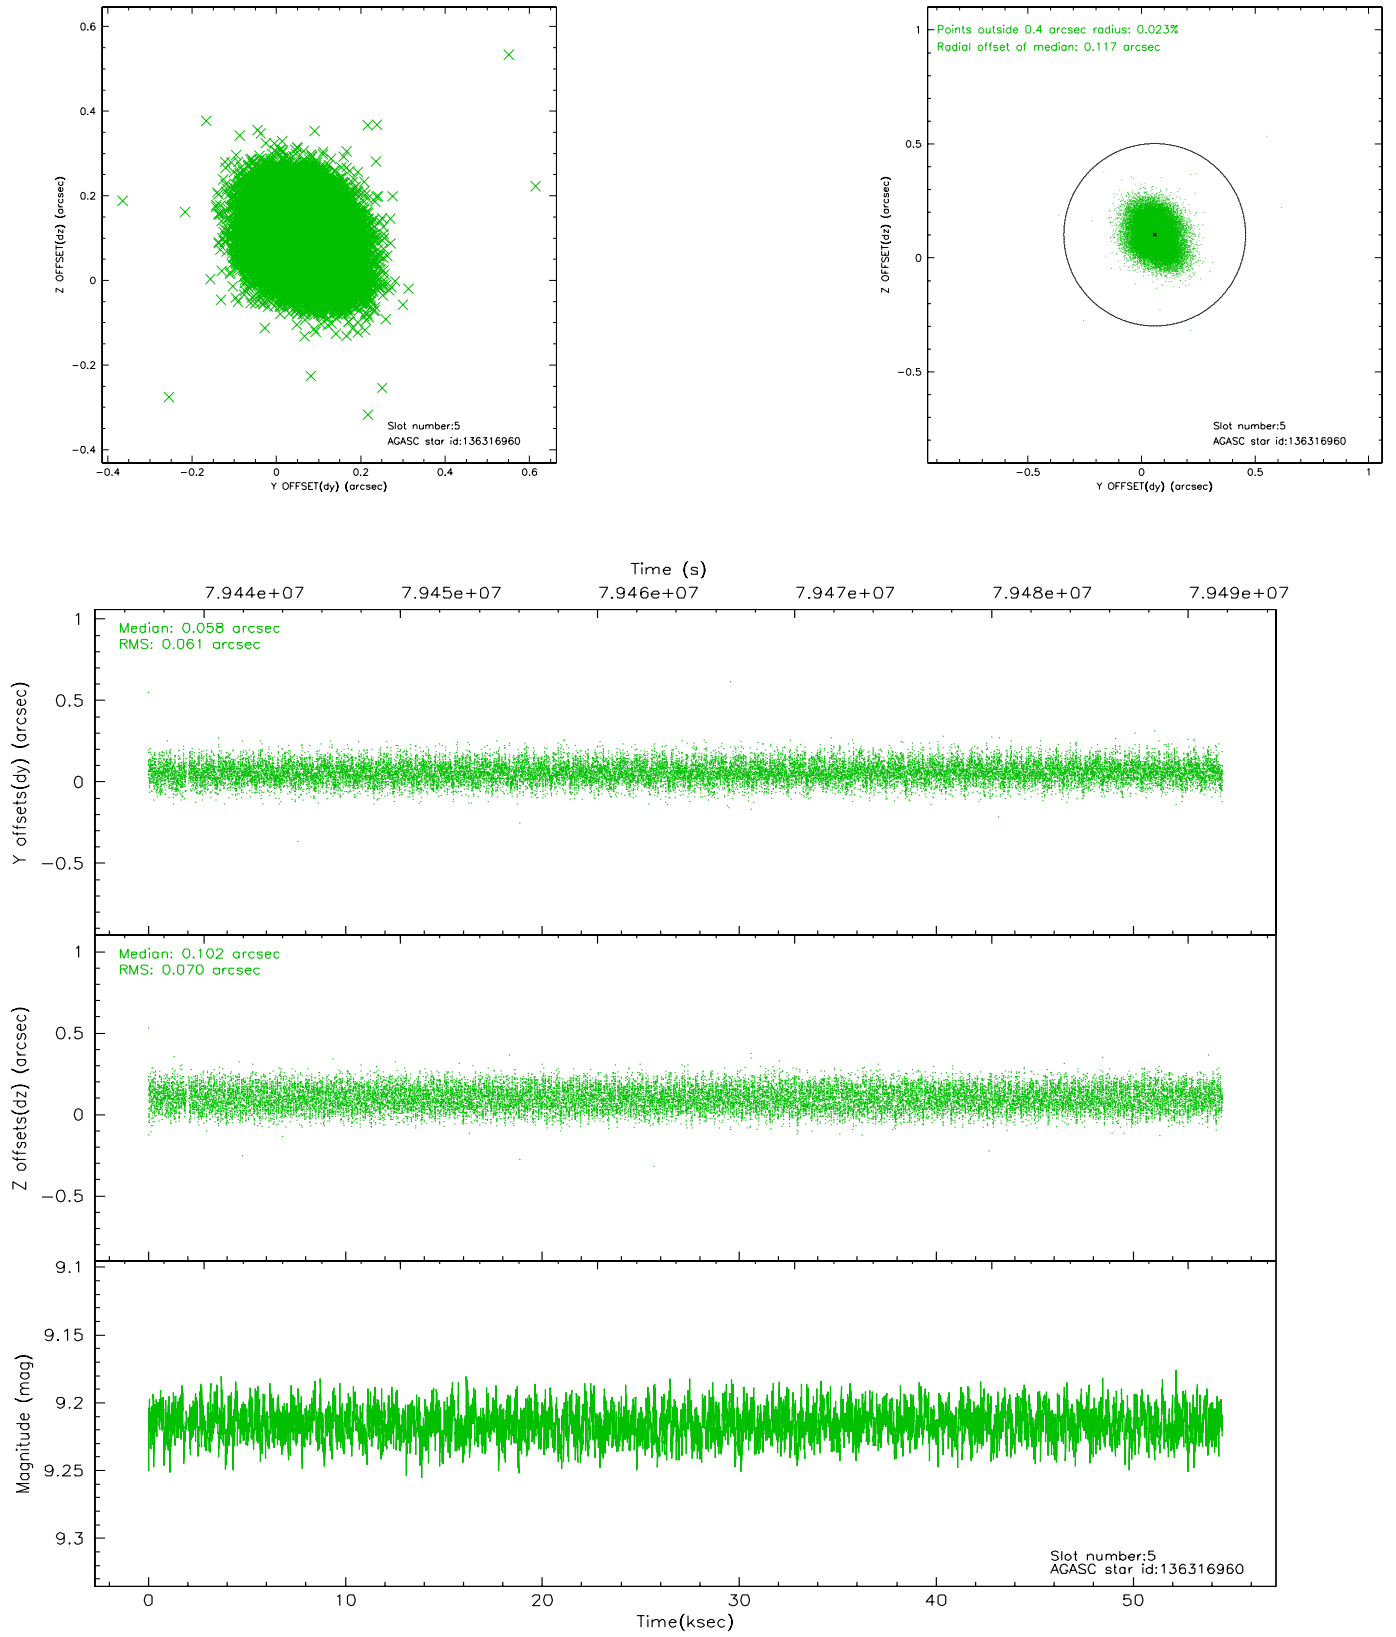 0.6
0.4
0.2
0
−0.2
−0.4
Z OFFSET(dz) (arcsec)
Slot number:5
AGASC star id:136316960
−0.4
−0.2
0
0.2
0.4
0.6
Y OFFSET(dy) (arcsec)
Points outside 0.4 arcsec radius: 0.023%
Radial offset of median: 0.117 arcsec
1
0.5
0
−0.5
Z OFFSET(dz) (arcsec)
Slot number:5
AGASC star id:136316960
−0.5
0
0.5
1
Y OFFSET(dy) (arcsec)
Time (s)
7.944e+07
7.945e+07
7.946e+07
7.947e+07
7.948e+07
7.949e+07
Median: 0.058 arcsec
RMS: 0.061 arcsec
1
0.5
0
−0.5
Y offsets(dy) (arcsec)
Median: 0.102 arcsec
RMS: 0.070 arcsec
1
0.5
0
−0.5
Z offsets(dz) (arcsec)
9.1
9.15
9.2
9.25
9.3
Magnitude (mag)
Slot number:5
AGASC star id:136316960
0
10
20
30
40
50
Time(ksec)